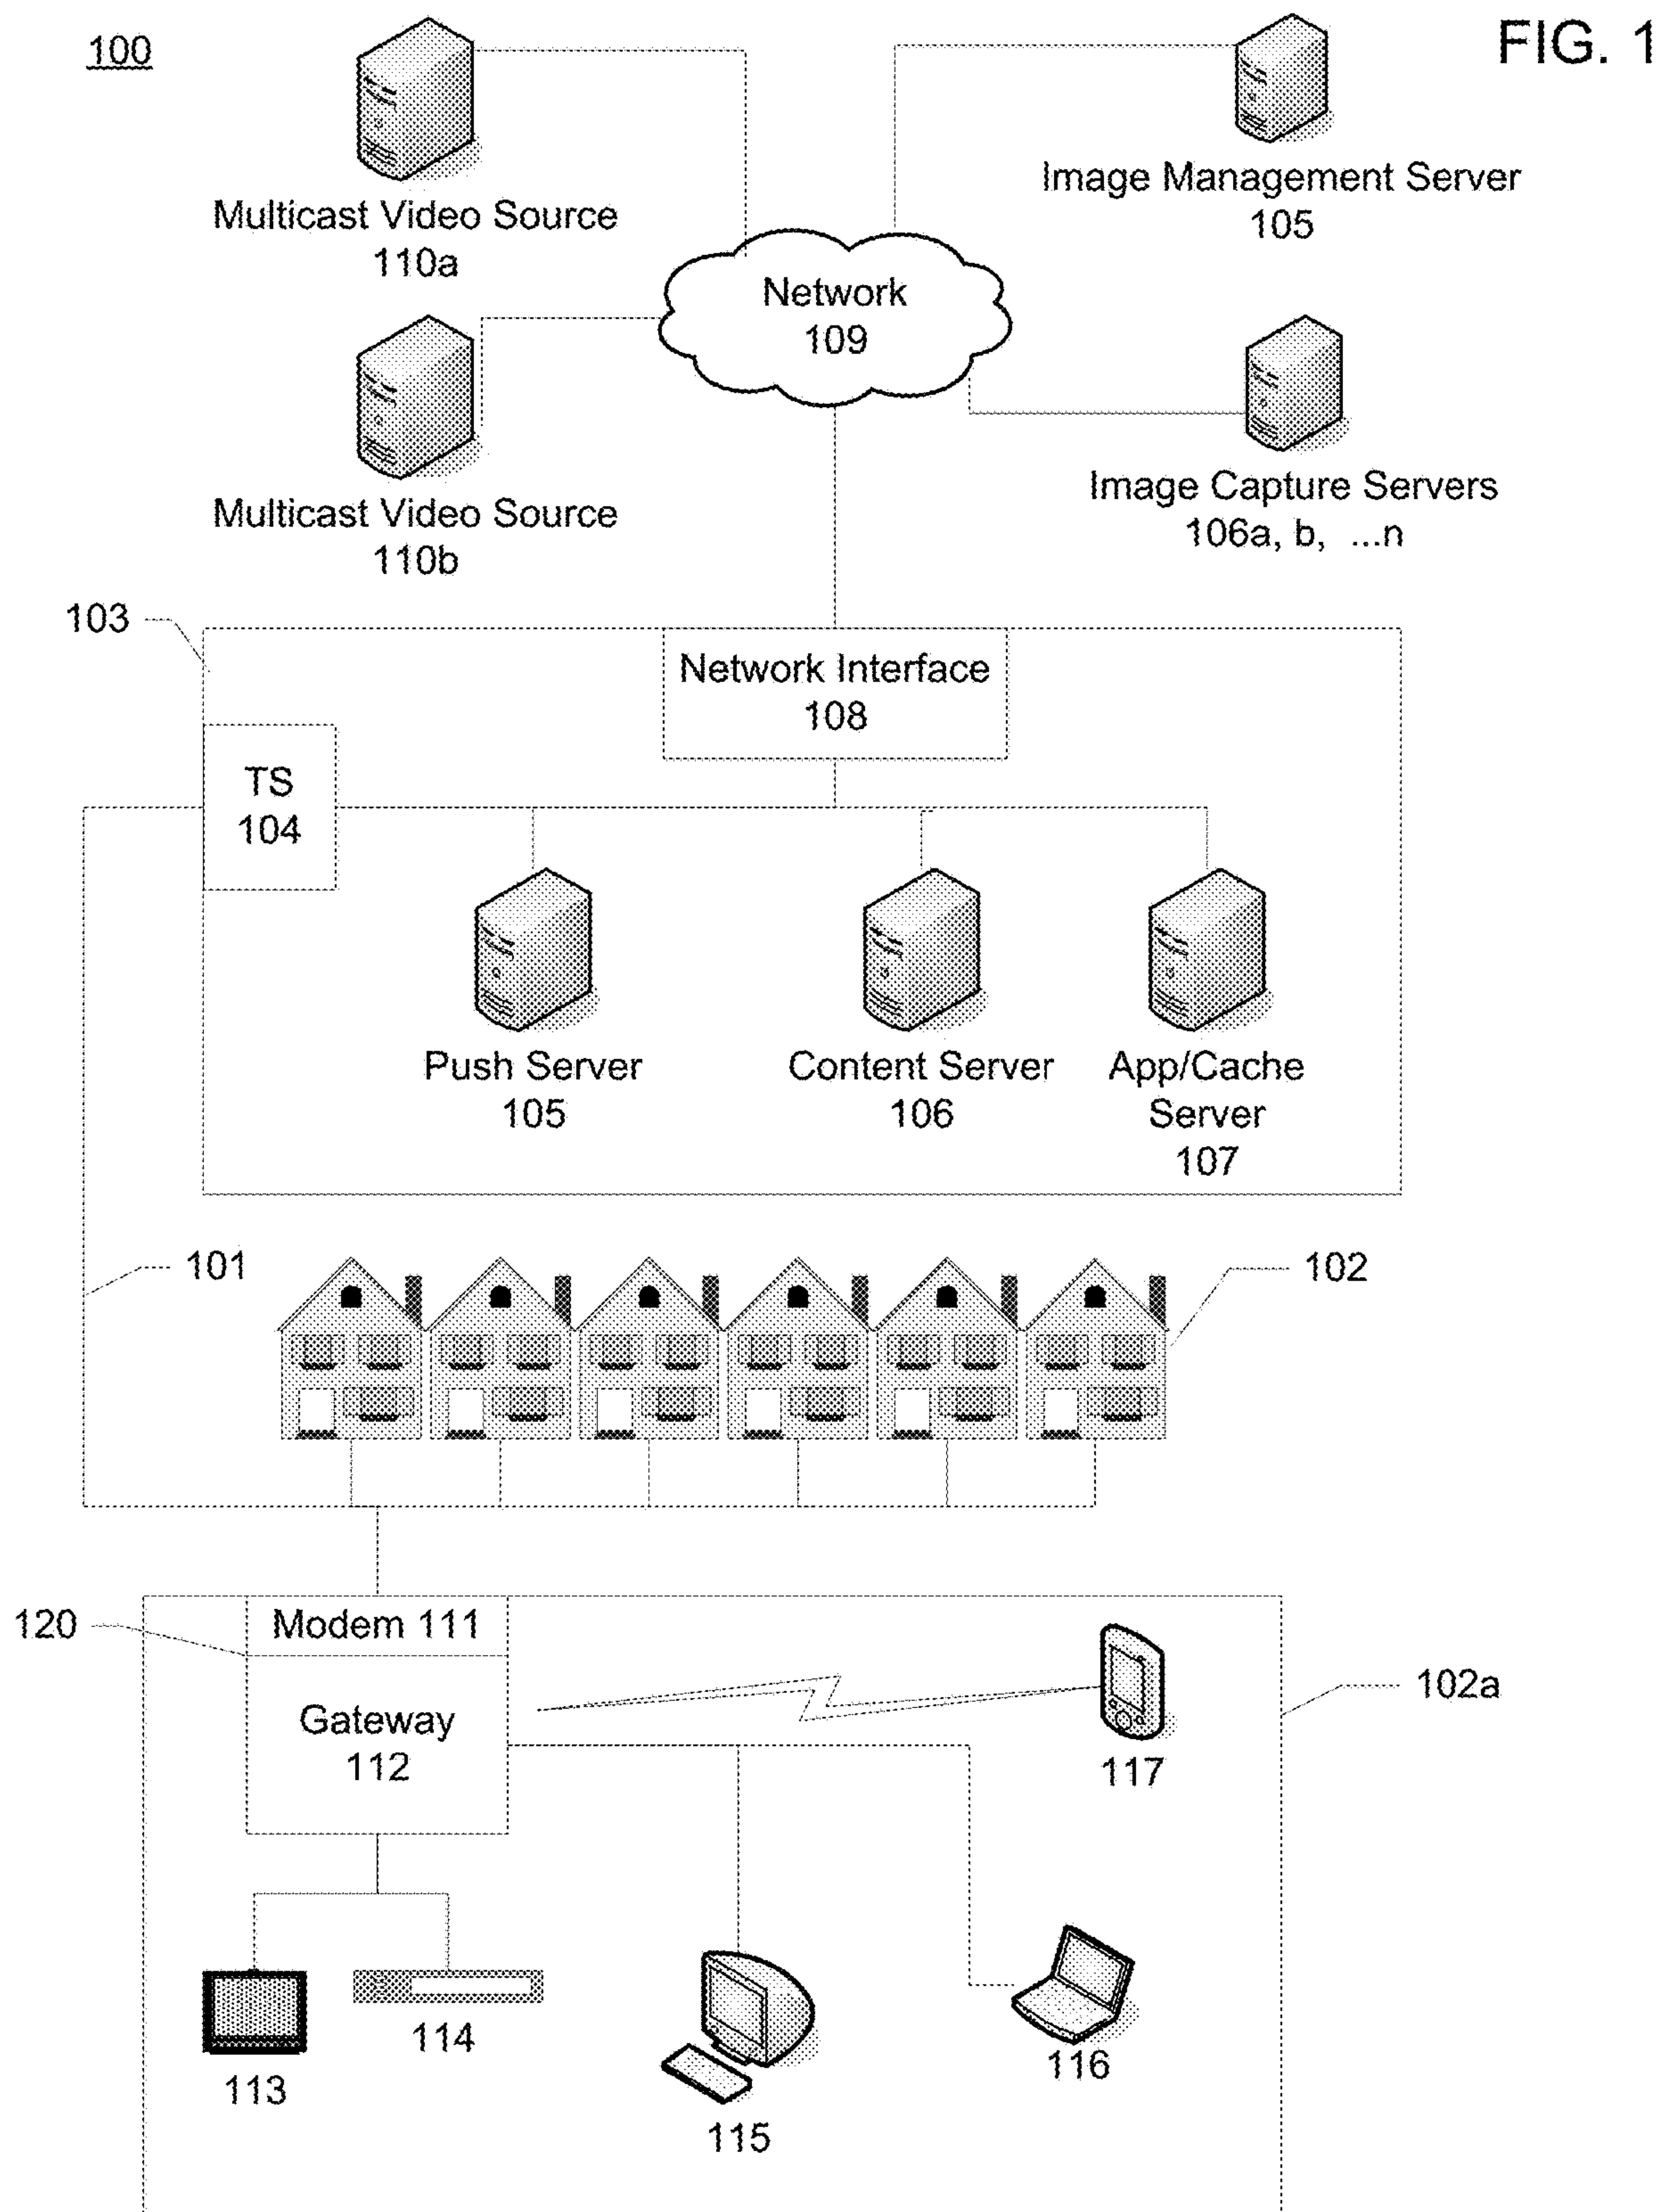 FIG. 1
100
Multicast Video Source
110a
Image Management Server
105
Network
109
Multicast Video Source
110b
Image Capture Servers
106a, b, ...n
103
Network Interface
108
TS
104
Push Server
105
Content Server
106
App/Cache
Server
107
101
102
120
Modem 111
Gateway
112
102a
117
113
114
115
116